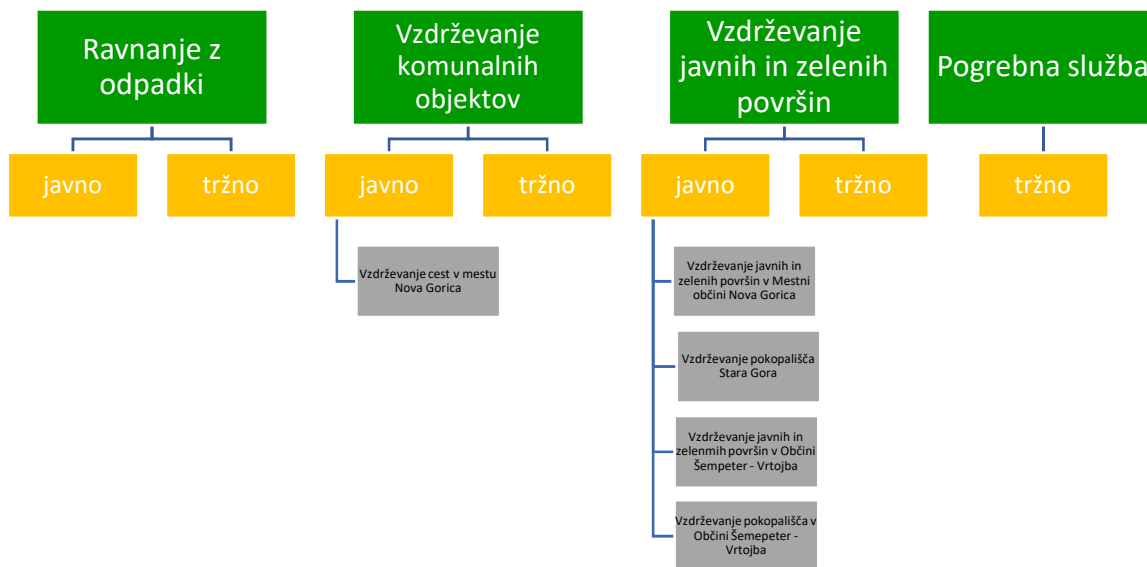 Ravnanje z
odpadki
javno
tržno
Vzdrževanje
komunalnih
objektov
javno
tržno
Vzdrževanje cest v mestu
Nova Gorica
Vzdrževanje
javnih in zelenih
površin
javno
tržno
Vzdrževanje javnih in
zelenih površin v Mestni
občini Nova Gorica
Vzdrževanje pokopališča
Stara Gora
Vzdrževanje javnih in
zelenmih površin v Občini
Šempeter - Vrtojba
Vzdrževanje pokopališča v
Občini Šemepeter -
Vrtojba
Pogrebna služba
tržno